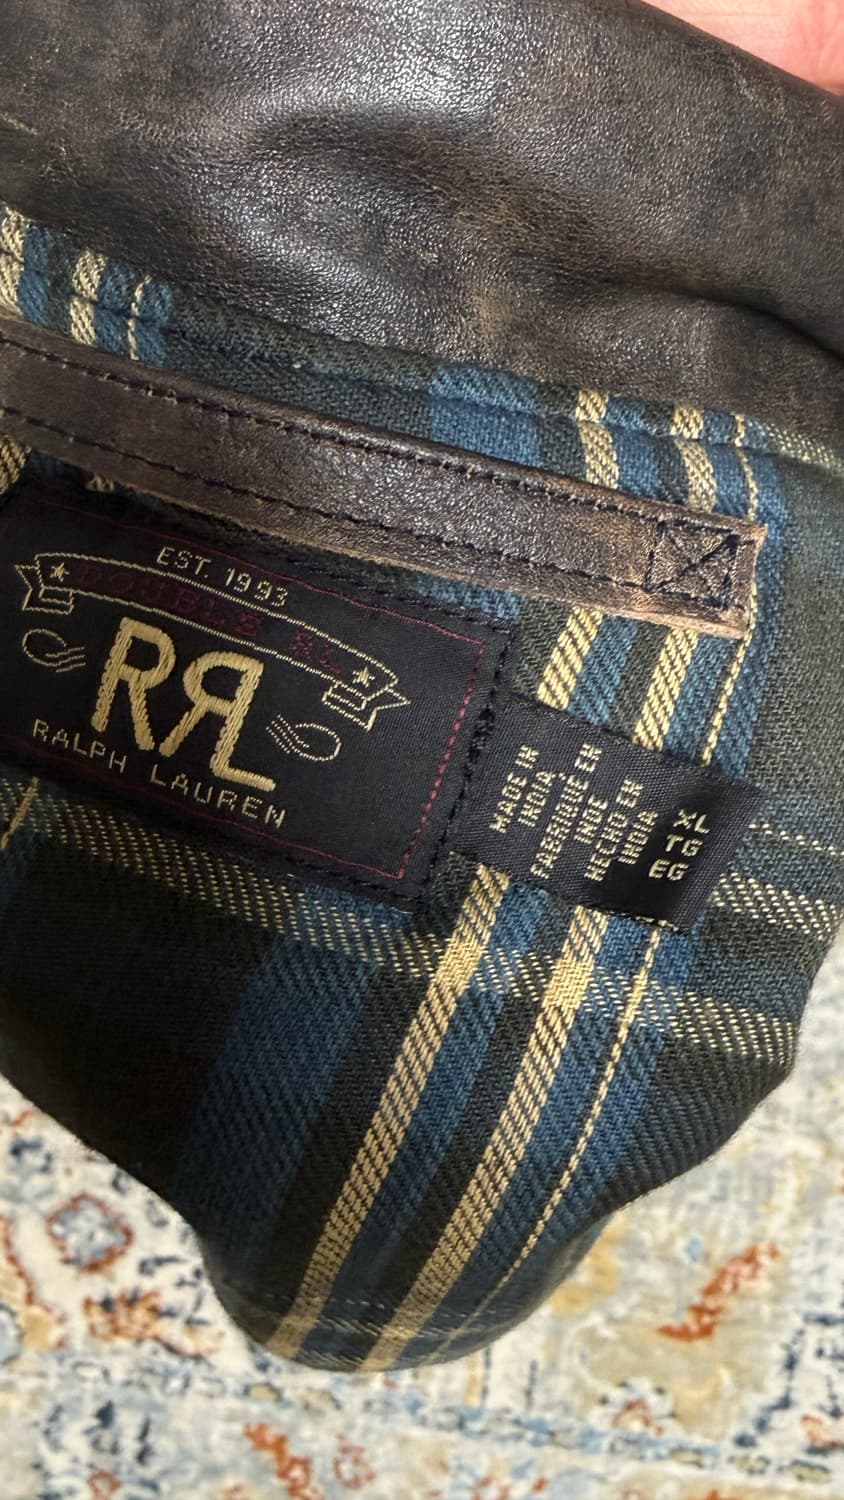 EST. 1993
DOUBLE RL
RRL
RALPH LAUREN
MADE IN
INDIA
FABRIQUÉ EN
INDE
HECHO EN
INDIA
XL
TG
EG